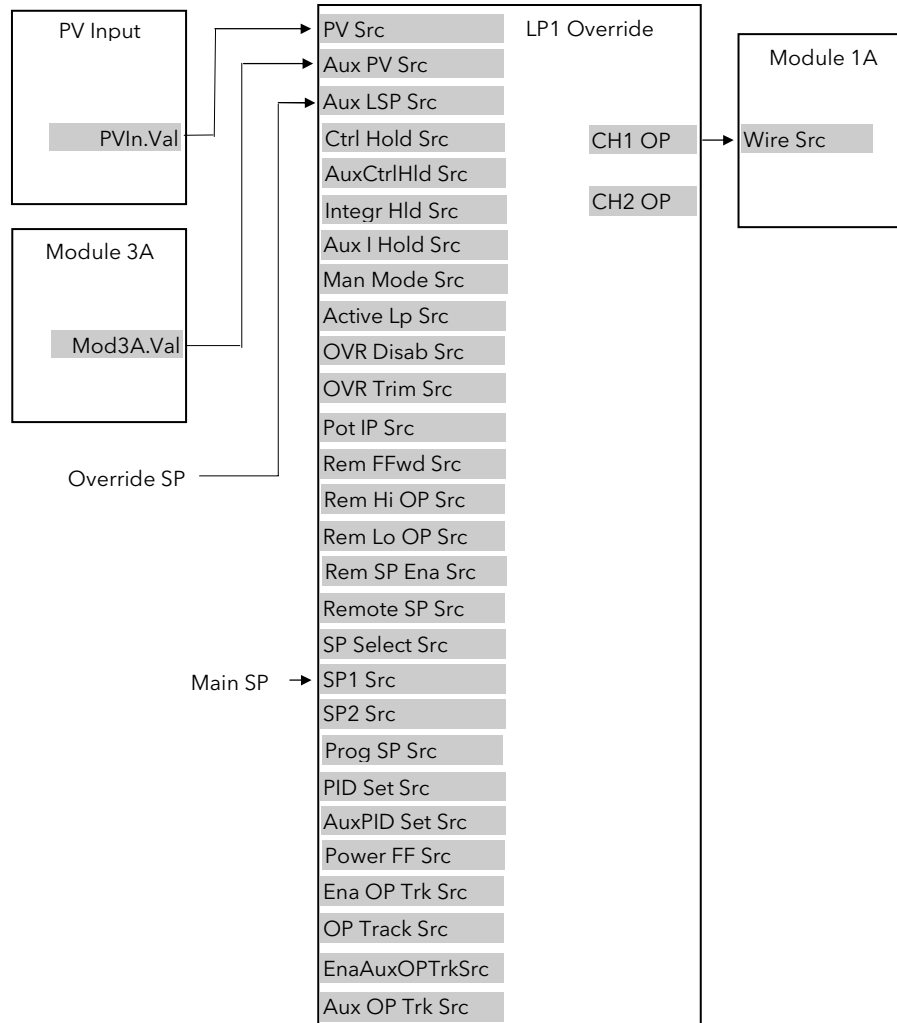 PV Input
PVIn.Val
Module 3A
Mod3A.Val
Override SP
Main SP
LP1 Override
PV Src
Aux PV Src
Aux LSP Src
Ctrl Hold Src
AuxCtrlHld Src
Integr Hld Src
Aux I Hold Src
Man Mode Src
Active Lp Src
OVR Disab Src
OVR Trim Src
Pot IP Src
Rem FFwd Src
Rem Hi OP Src
Rem Lo OP Src
Rem SP Ena Src
Remote SP Src
SP Select Src
SP1 Src
SP2 Src
Prog SP Src
PID Set Src
AuxPID Set Src
Power FF Src
Ena OP Trk Src
OP Track Src
EnaAuxOPTrkSrc
Aux OP Trk Src
CH1 OP
CH2 OP
Module 1A
Wire Src